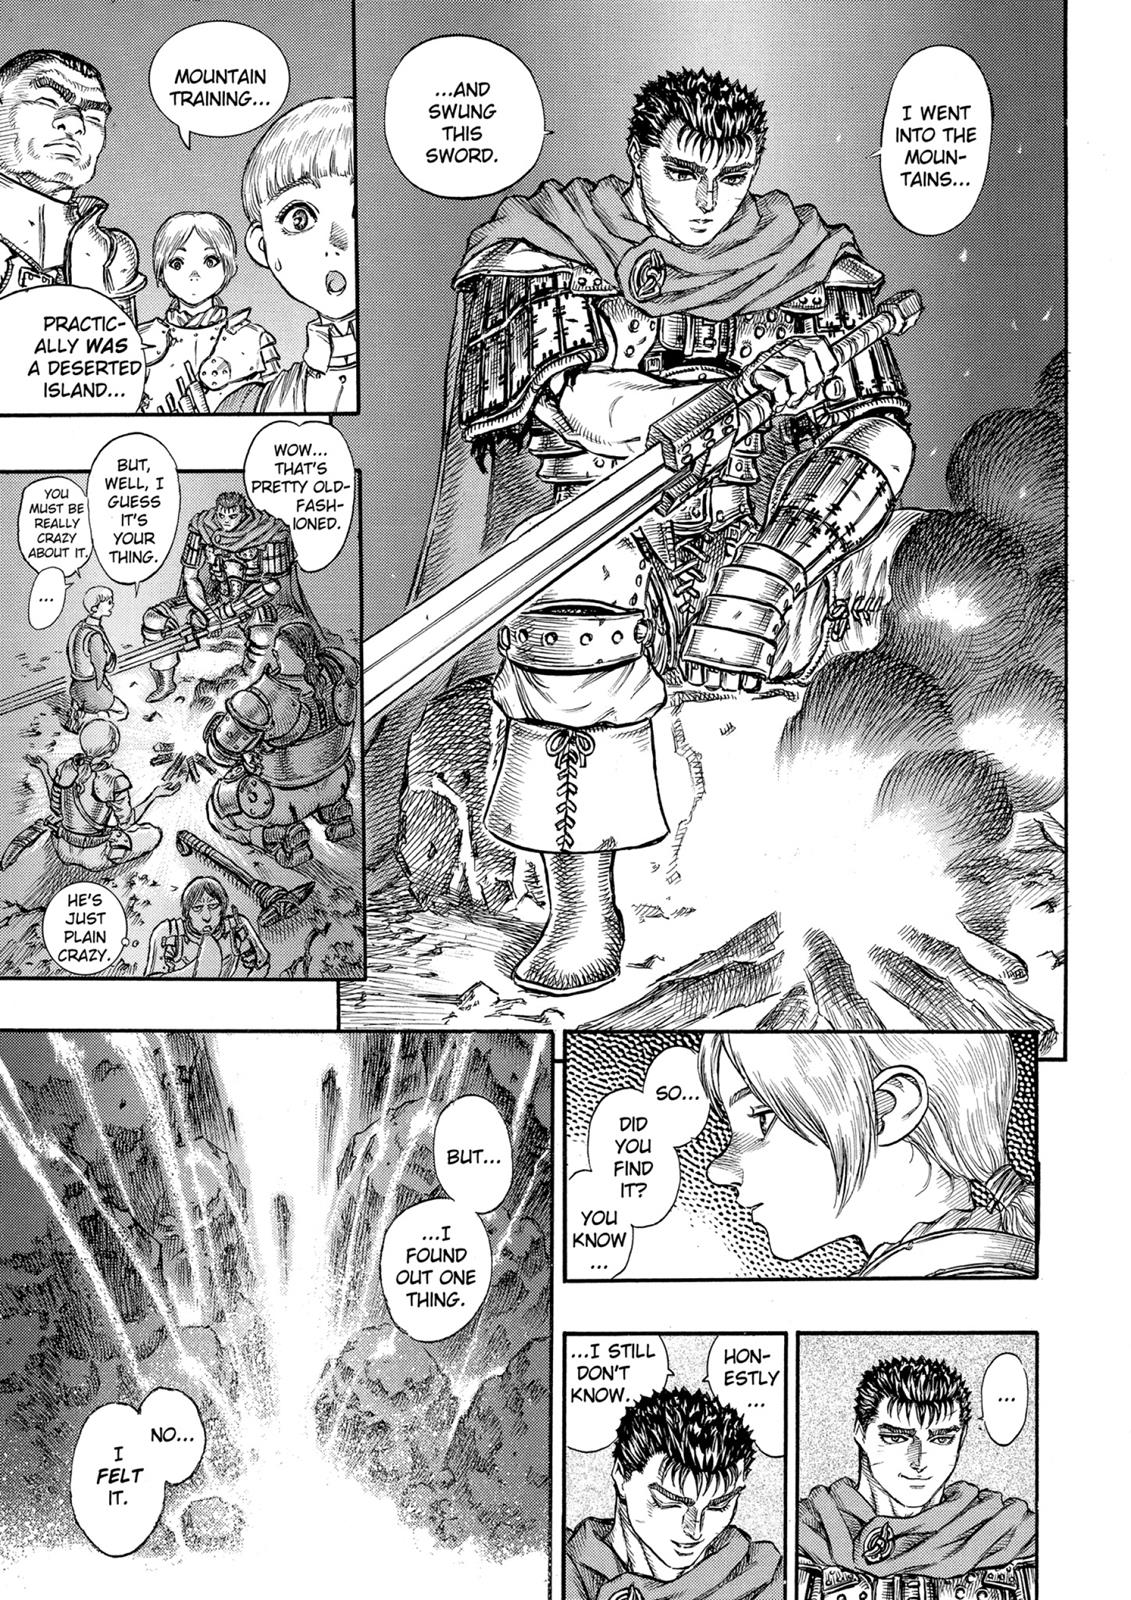 I WENT
INTO THE
MOUN-
TAINS...
...AND
SWUNG
THIS
SWORD.
MOUNTAIN
TRAINING...
PRACTIC-
ALLY WAS
A DESERTED
ISLAND...
WOW...
THAT'S
PRETTY OLD-
FASH-
IONED.
BUT,
WELL, I
GUESS
IT'S
YOUR
THING.
YOU
MUST BE
REALLY
CRAZY
ABOUT IT.
...
HE'S
JUST
PLAIN
CRAZY.
SO...
DID
YOU
FIND
IT?
YOU
KNOW
...
...
HON-
ESTLY
...
...I STILL
DON'T
KNOW.
BUT...
...I
FOUND
OUT ONE
THING.
NO...
I
FELT
IT.